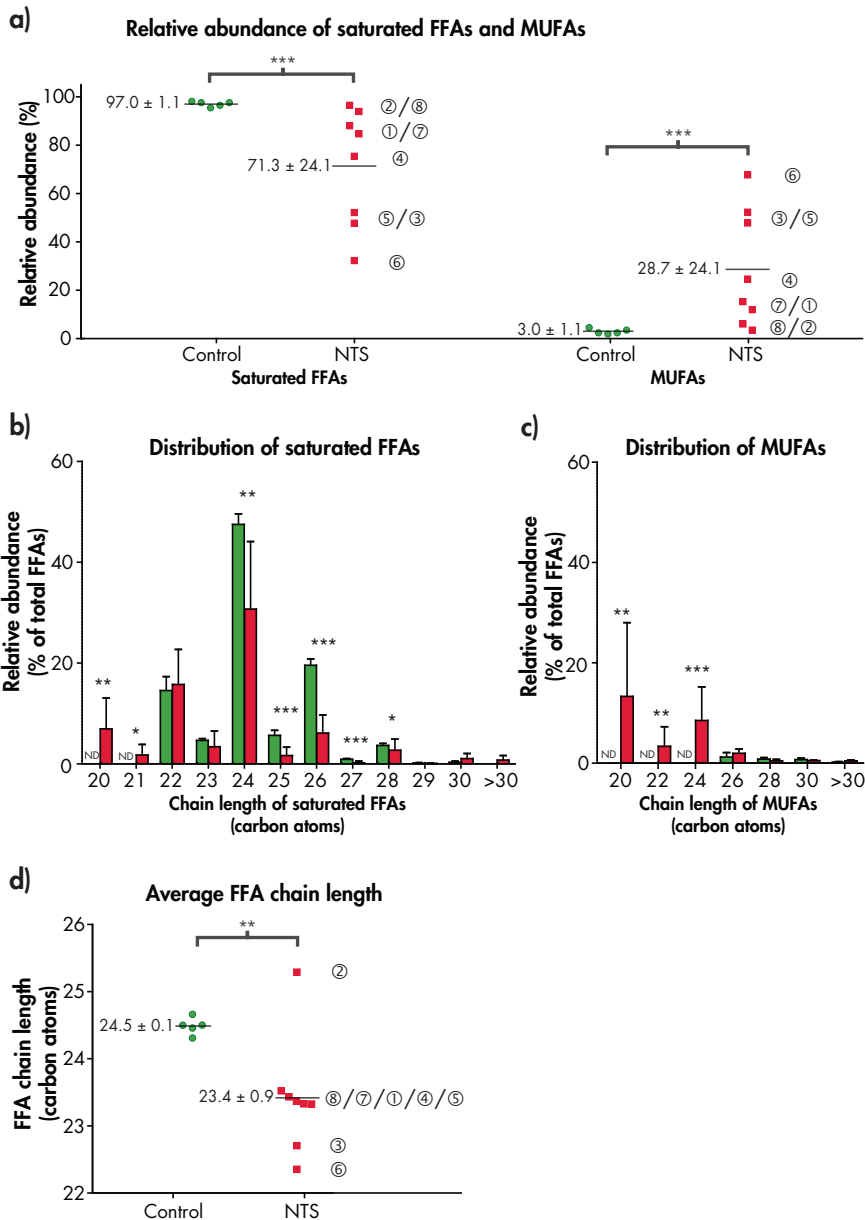 a)
Relative abundance of saturated FFAs and MUFAs
Relative abundance (%)
100
80
60
40
20
0
***
97.0 ± 1.1
71.3 ± 24.1
②/⑧
①/⑦
④
⑤/③
⑥
***
3.0 ± 1.1
28.7 ± 24.1
⑥
③/⑤
④
⑦/①
⑧/②
Control NTS Control NTS
Saturated FFAs MUFAs
b)
Distribution of saturated FFAs
Relative abundance
(% of total FFAs)
60
40
20
0
ND ** ND * ** *** *** *** *
20 21 22 23 24 25 26 27 28 29 30 >30
Chain length of saturated FFAs
(carbon atoms)
c)
Distribution of MUFAs
Relative abundance
(% of total FFAs)
60
40
20
0
ND ** ND ** ND ***
20 22 24 26 28 30 >30
Chain length of MUFAs
(carbon atoms)
d)
Average FFA chain length
FFA chain length
(carbon atoms)
26
25
24
23
22
**
24.5 ± 0.1
23.4 ± 0.9
②
⑧/⑦/①/④/⑤
③
⑥
Control NTS